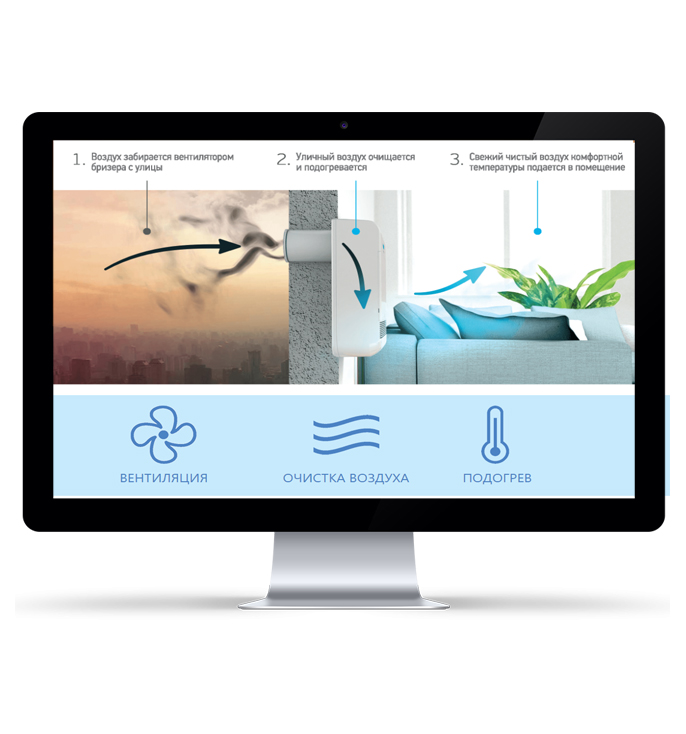 1. Воздух забирается вентилятором
бризера с улицы
2. Уличный воздух очищается
и подогревается
3. Свежий чистый воздух комфортной
температуры подается в помещение
ВЕНТИЛЯЦИЯ
ОЧИСТКА ВОЗДУХА
ПОДОГРЕВ